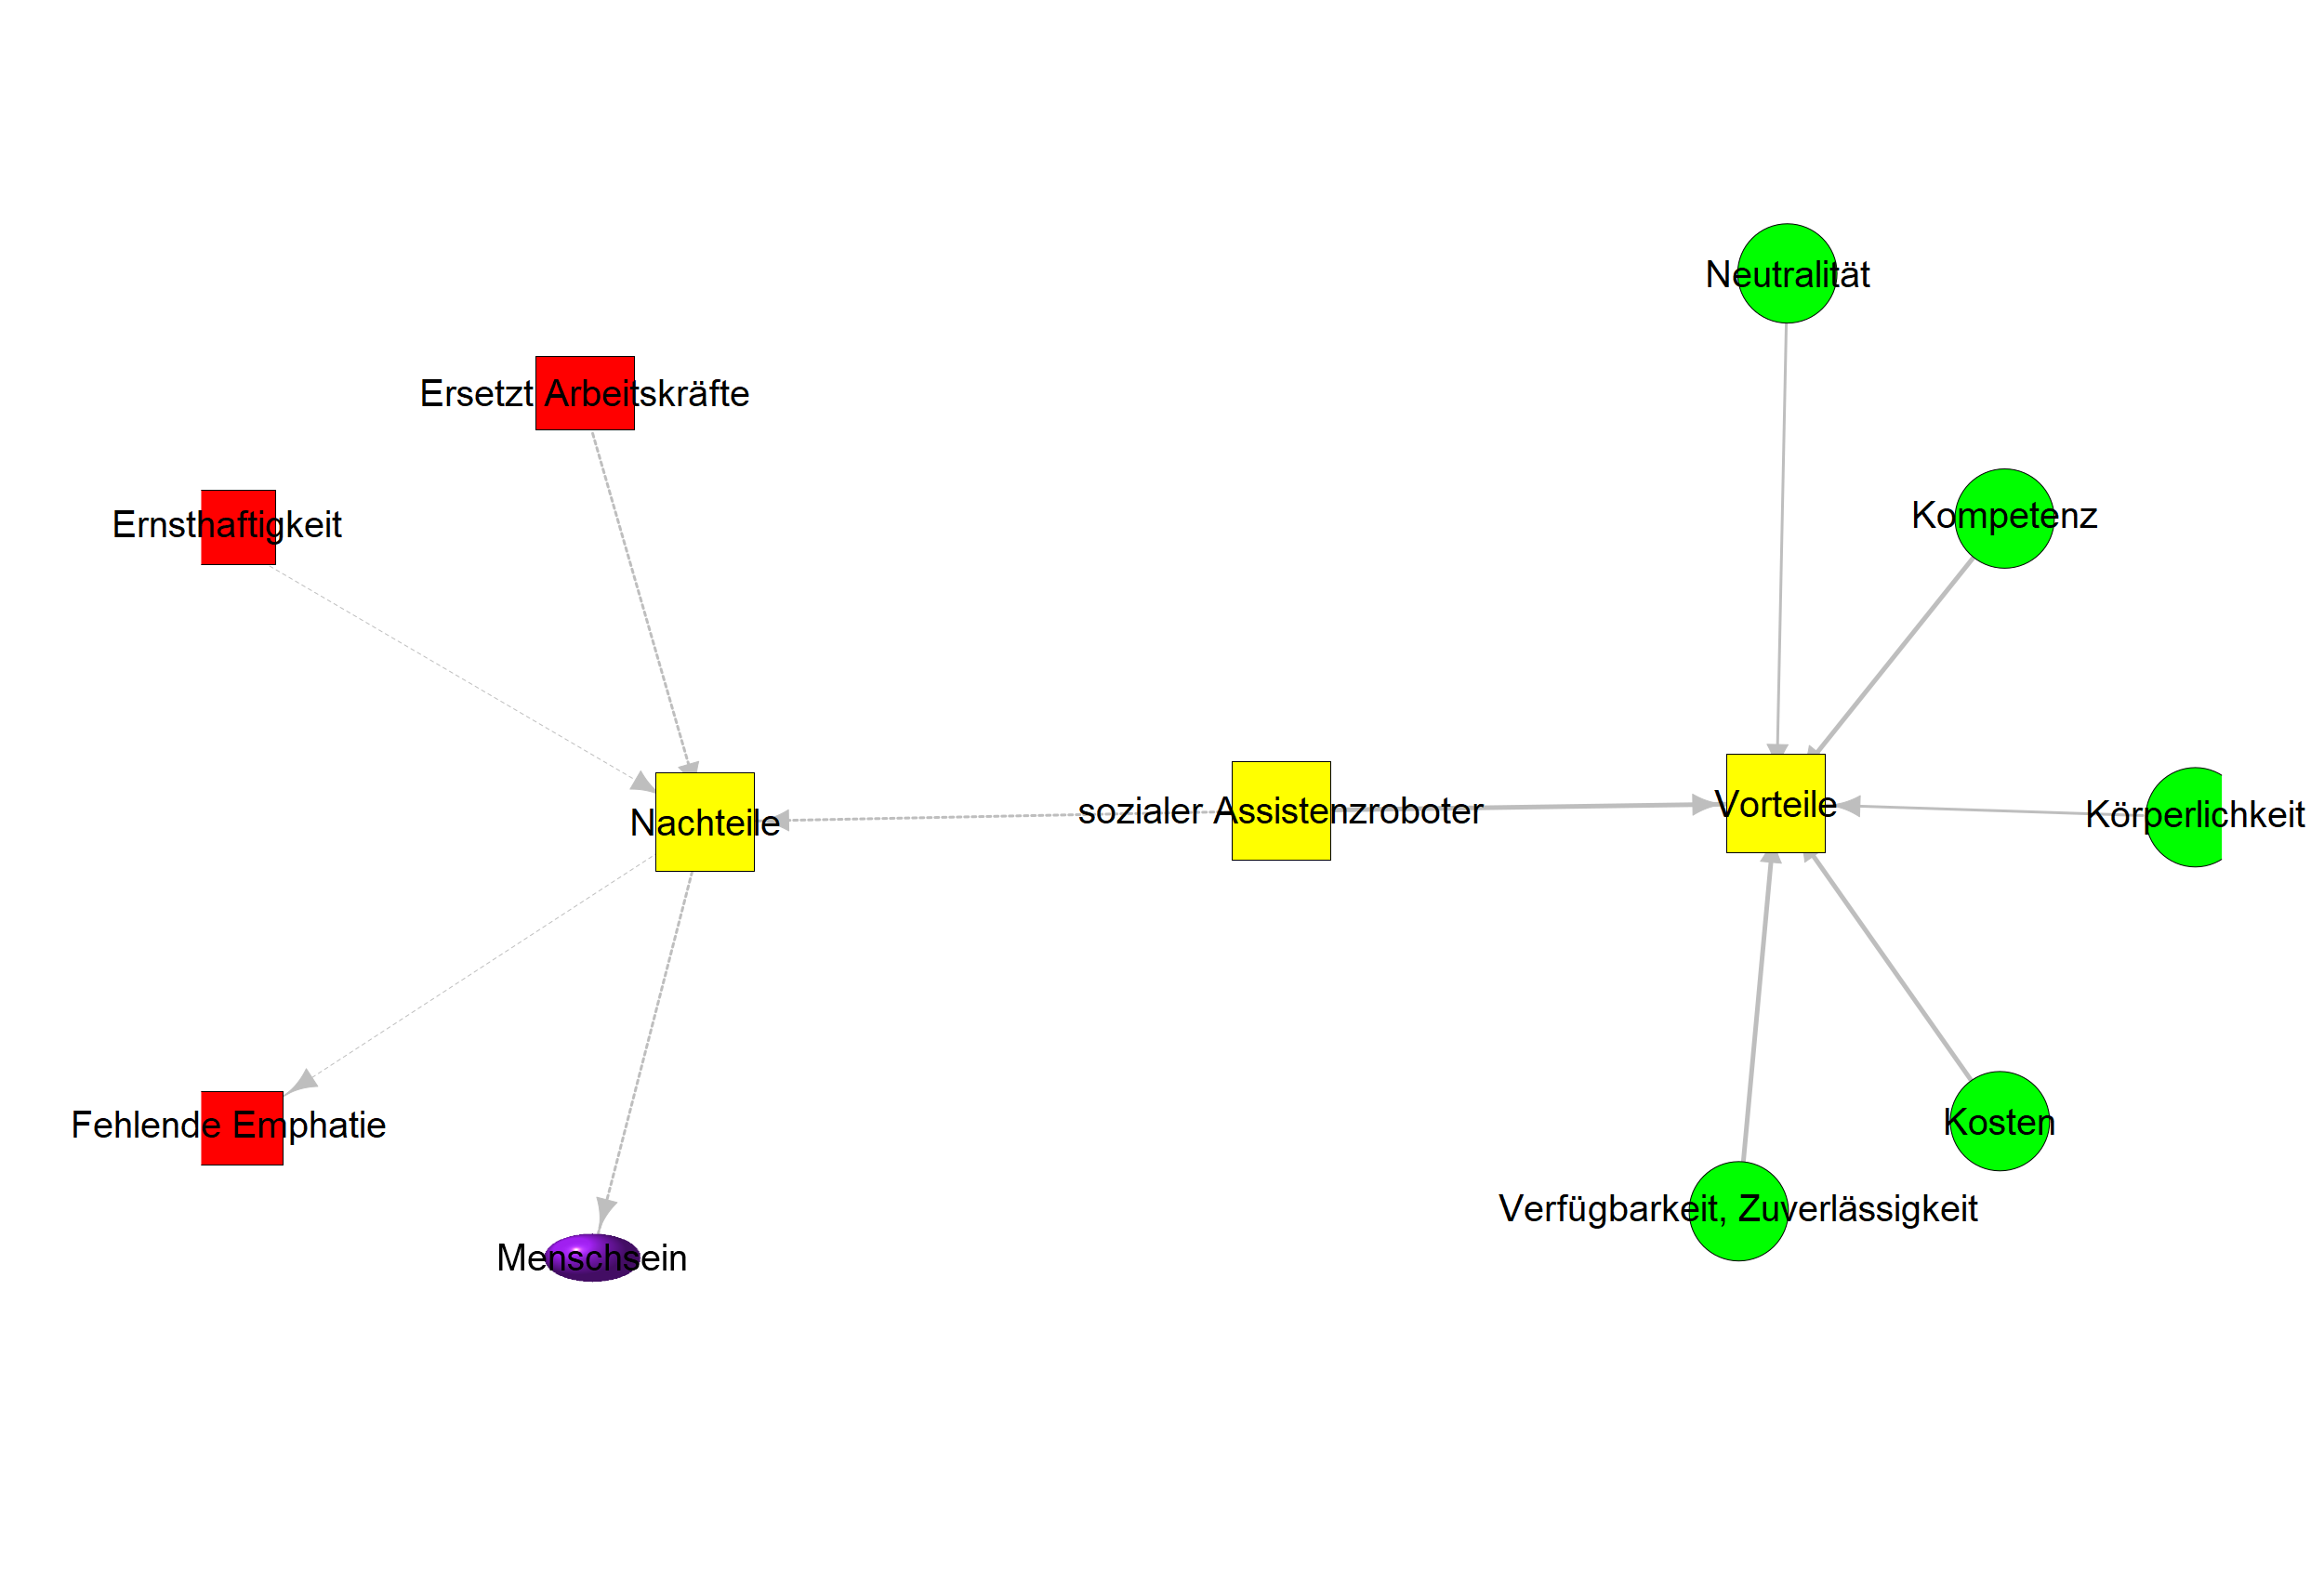 Neutralität
Ersetzt Arbeitskräfte
Kompetenz
Ernsthaftigkeit
Nachteile
sozialer Assistenzroboter
Vorteile
Körperlichkeit
Fehlende Emphatie
Kosten
Verfügbarkeit, Zuverlässigkeit
Menschsein